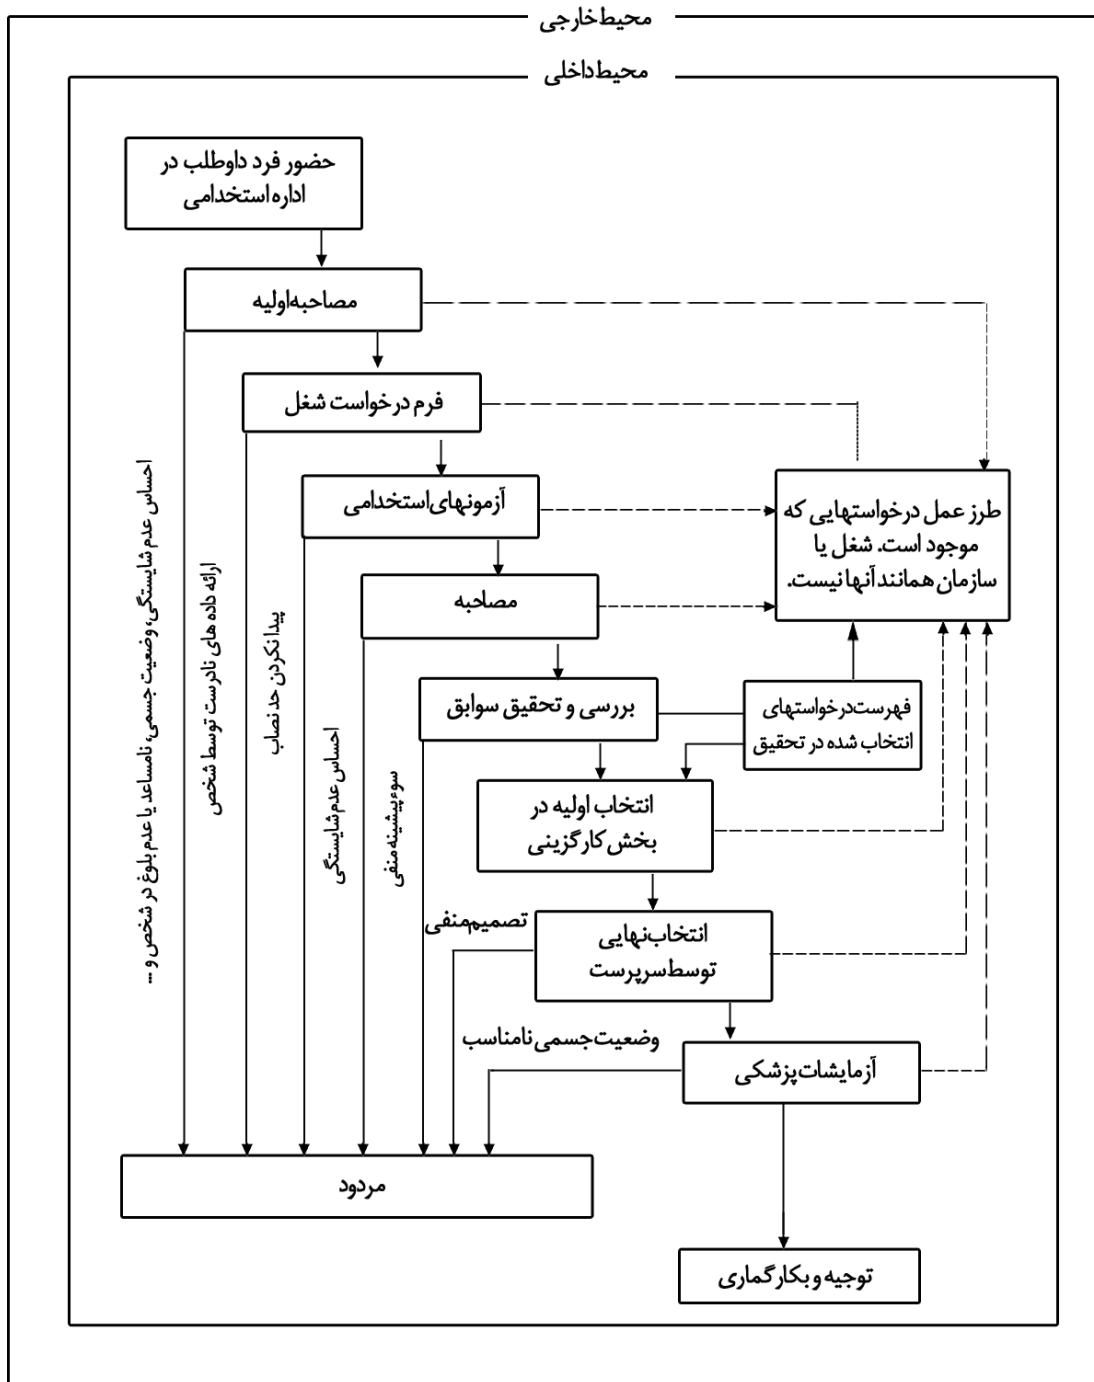 محیط خارجی
محیط داخلی
حضور فرد داوطلب در
اداره استخدامی
مصاحبه اولیه
فرم درخواست شغل
آزمونهای استخدامی
طرز عمل درخواستهایی که
موجود است. شغل یا
سازمان همانند آنها نیست.
مصاحبه
بررسی و تحقیق سوابق
فهرست درخواستهای
انتخاب شده در تحقیق
انتخاب اولیه در
بخش کارگزینی
انتخاب نهایی
توسط سرپرست
آزمایشات پزشکی
احساس عدم شایستگی، وضعیت جسمی، نامساعد یا عدم بلوغ در شخص و ...
ارائه داده های نادرست توسط شخص
پیدا نکردن حد نصاب
احساس عدم شایستگی
سوء پیشینه منفی
تصمیم منفی
وضعیت جسمی نامناسب
مردود
توجیه و بکارگماری